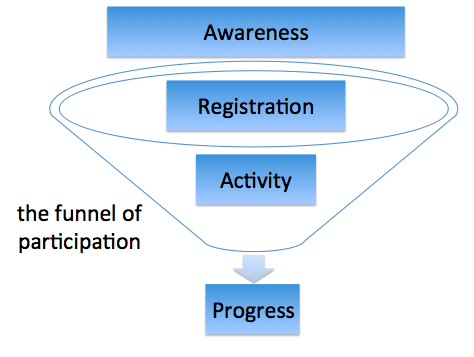 Awareness
Registration
Activity
the funnel of
participation
Progress